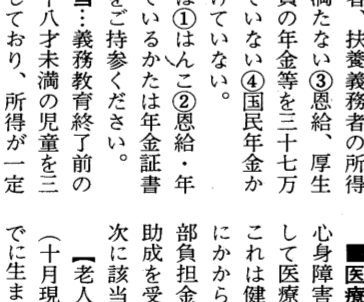 者、扶養義務者の所得
満たない③恩給、厚生
員の年金等を三十七万
ていない④国民年金か
けていない。
は①はんこ②恩給・年
ているかたは年金証書
をご持参ください。
当…義務教育終了前の
十八才未満の児童を三
しており、所得が一定
■医療
心身障害
して医療
これは健
にかから
部負担金
助成を受
次に該当
【老人
（十月現
でに生ま